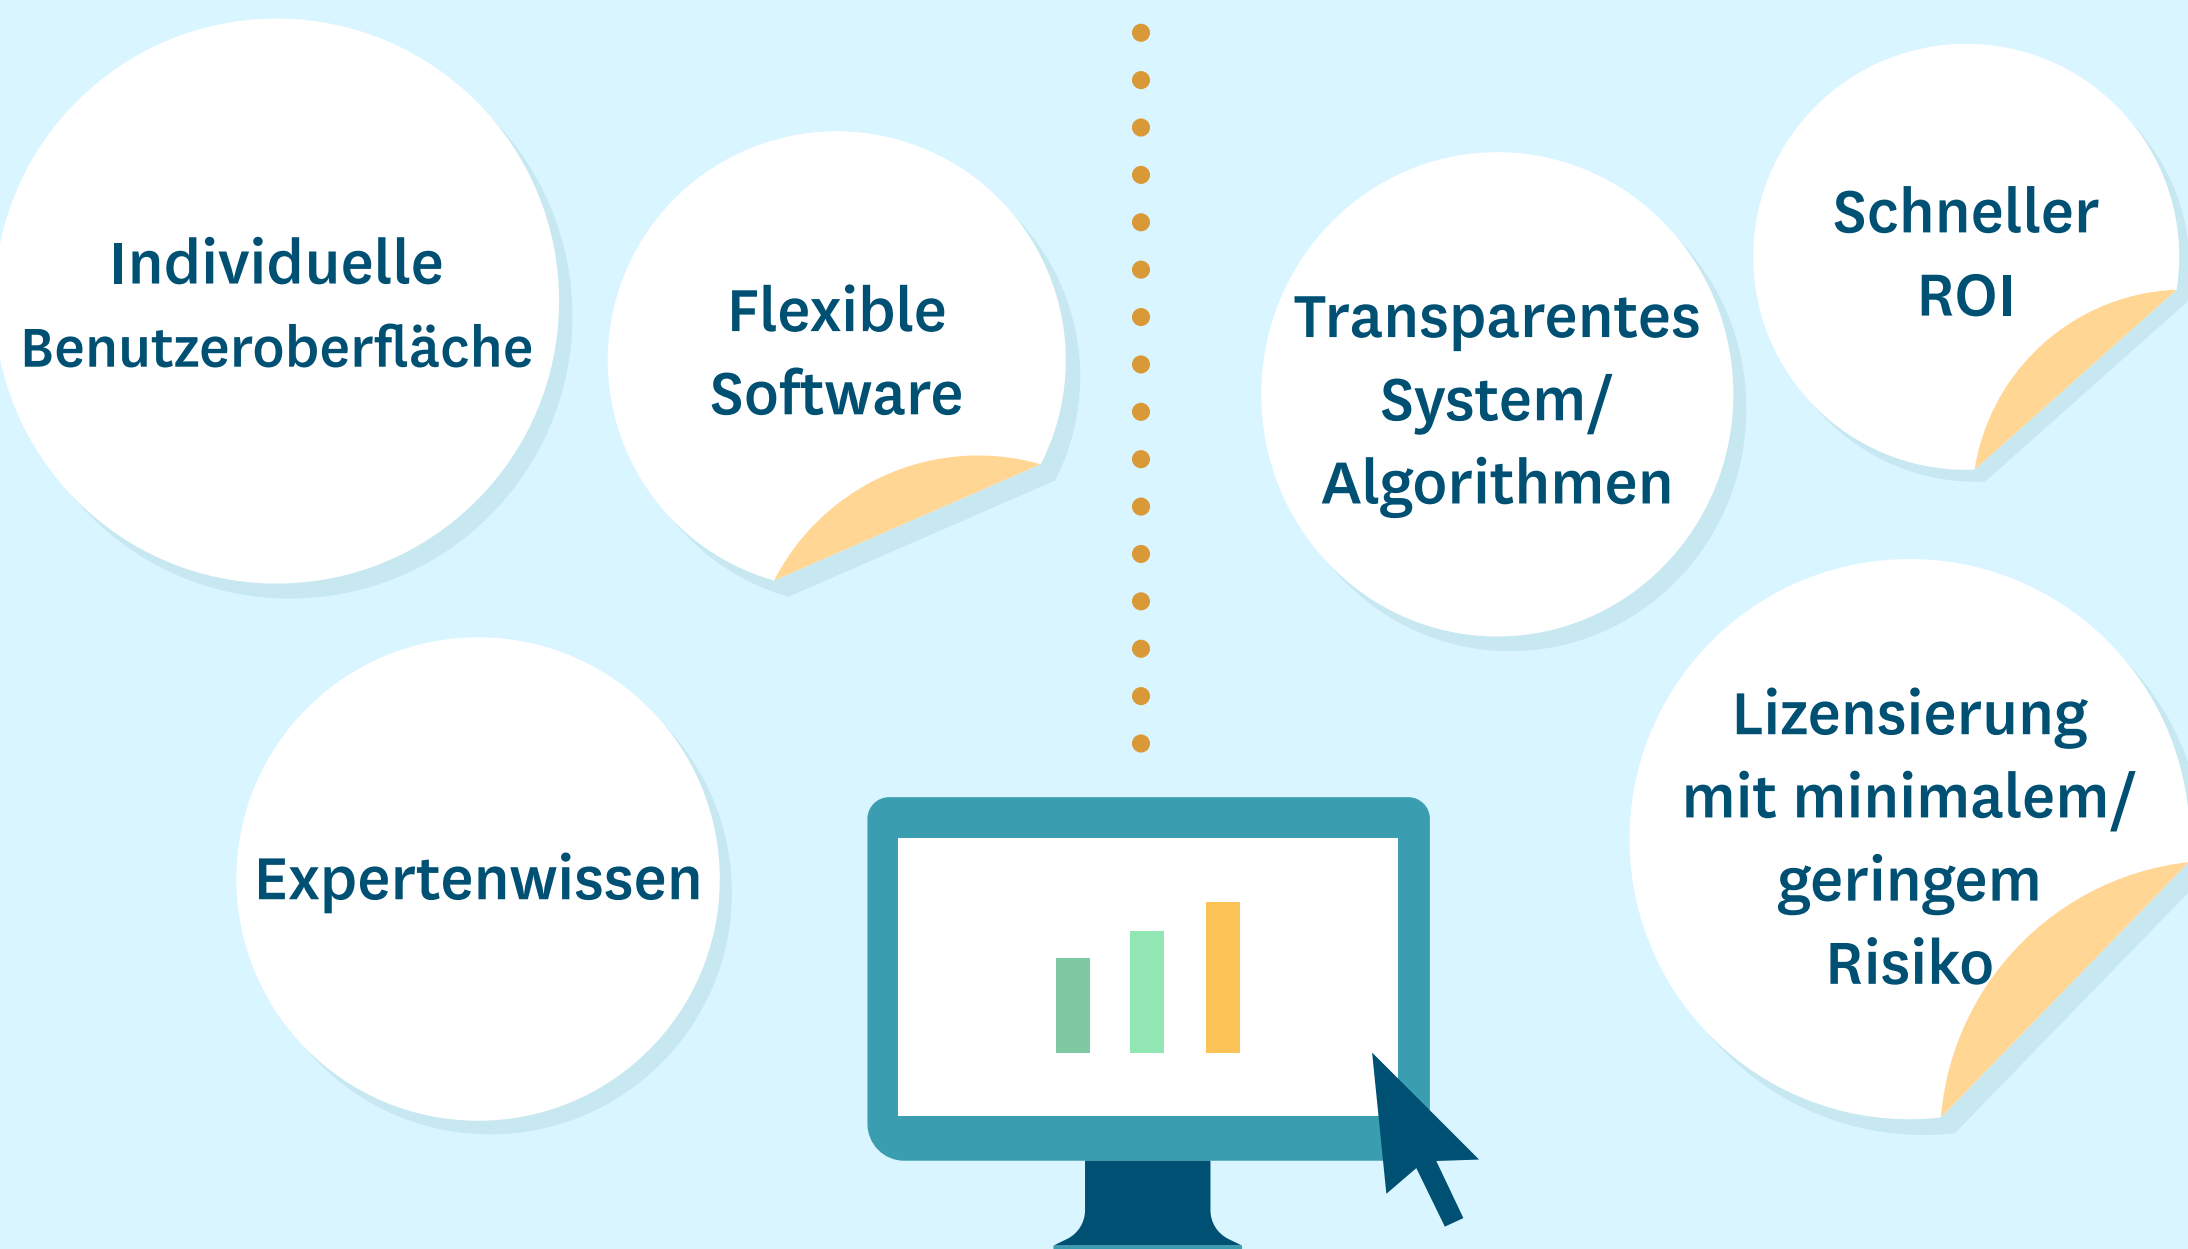 Individuelle
Benutzeroberfläche
Flexible
Software
Expertenwissen
Transparentes
System/
Algorithmen
Schneller
ROI
Lizensierung
mit minimalem/
geringem
Risiko